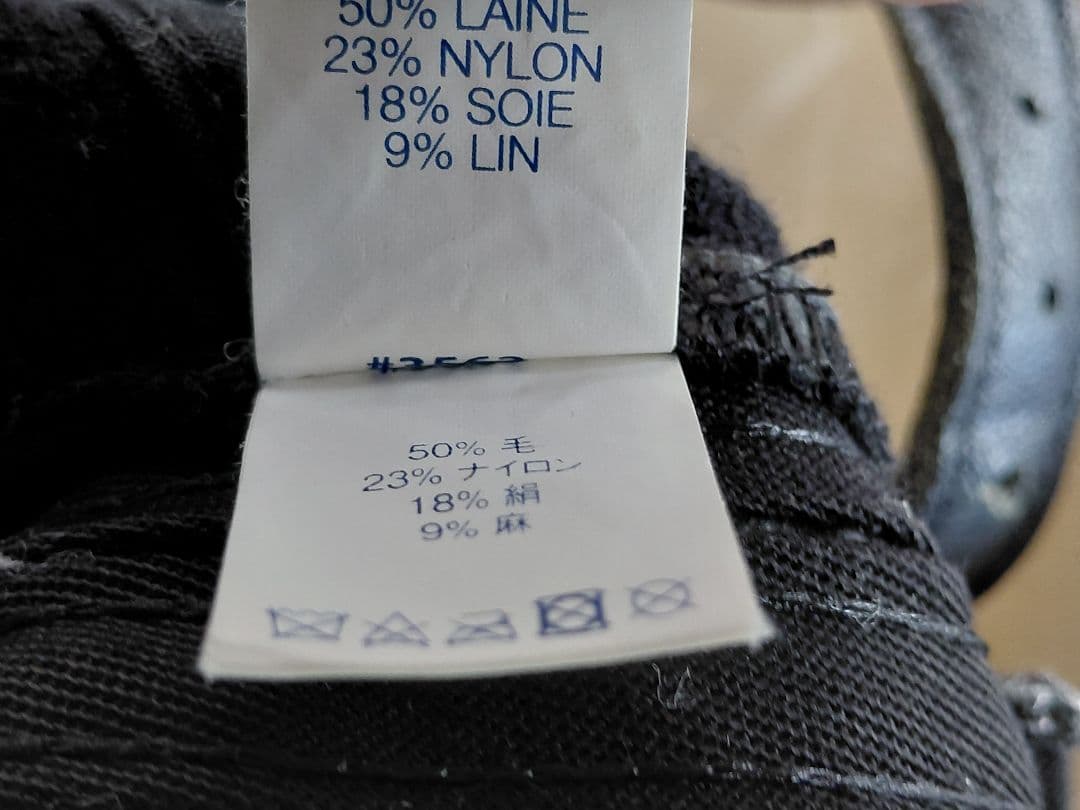 50% LAINE
23% NYLON
18% SOIE
9% LIN
50% 毛
23% ナイロン
18% 絹
9% 麻